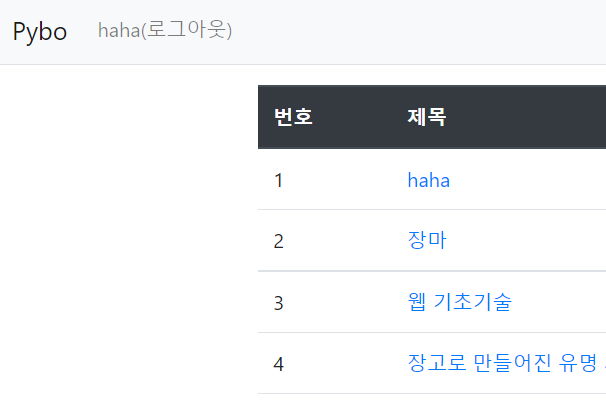 Pybo haha(로그아웃)
번호 제목
1 haha
2 장마
3 웹 기초기술
4 장고로 만들어진 유명